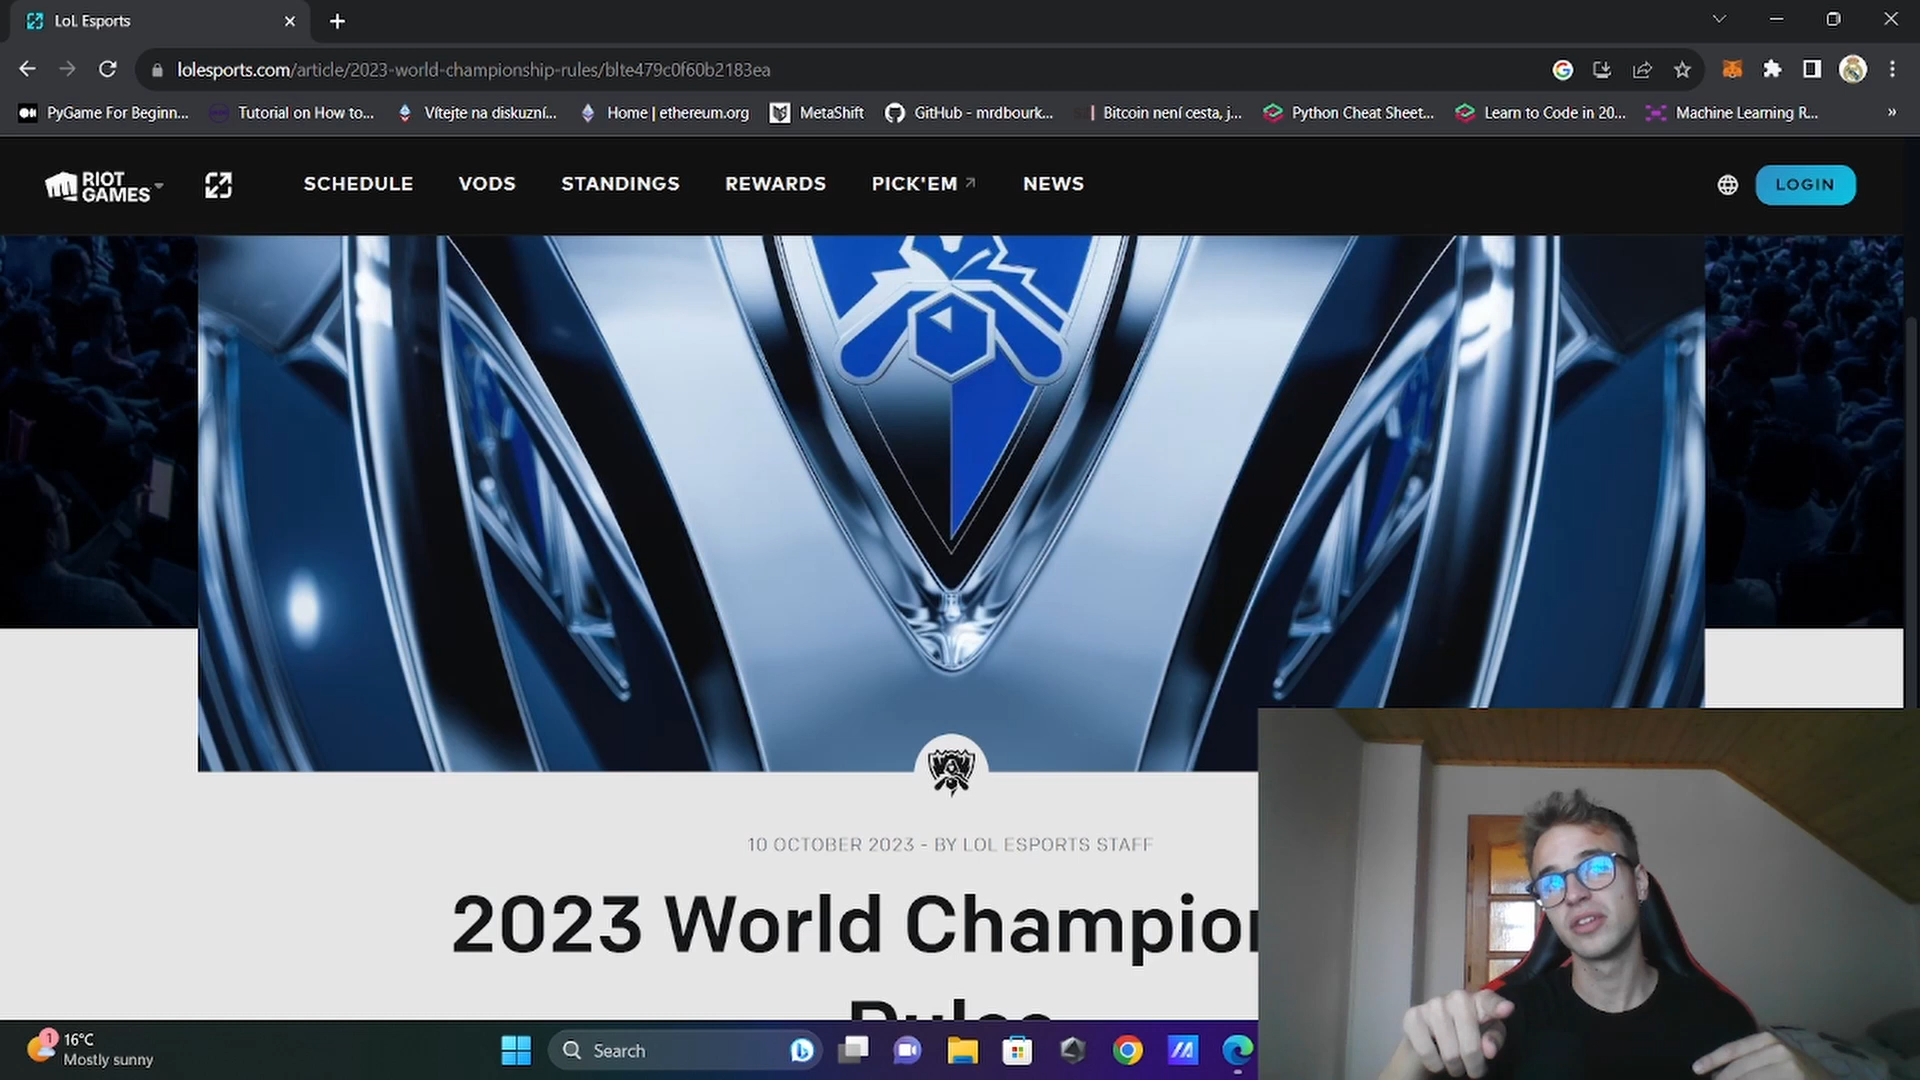 LoL Esports
lolesports.com/article/2023-world-championship-rules/blte479c0f60b2183ea
PyGame For Beginn... Tutorial on How to... Vítejte na diskuzní... Home | ethereum.org MetaShift GitHub - mrdbourk... Bitcoin není cesta, j... Python Cheat Sheet... Learn to Code in 20... Machine Learning R... »
RIOT
GAMES
SCHEDULE VODS STANDINGS REWARDS PICK'EM NEWS LOGIN
10 OCTOBER 2023 - BY LOL ESPORTS STAFF
2023 World Champion
Rules
1
16°C
Mostly sunny
Search